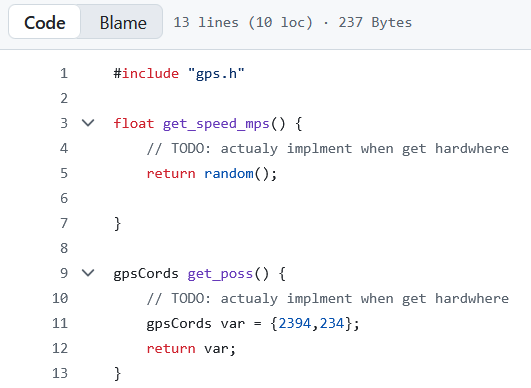 Code Blame 13 lines (10 loc) · 237 Bytes
1 #include "gps.h"
2
3 float get_speed_mps() {
4 // TODO: actualy implment when get hardwhere
5 return random();
6
7 }
8
9 gpsCords get_poss() {
10 // TODO: actualy implment when get hardwhere
11 gpsCords var = {2394,234};
12 return var;
13 }